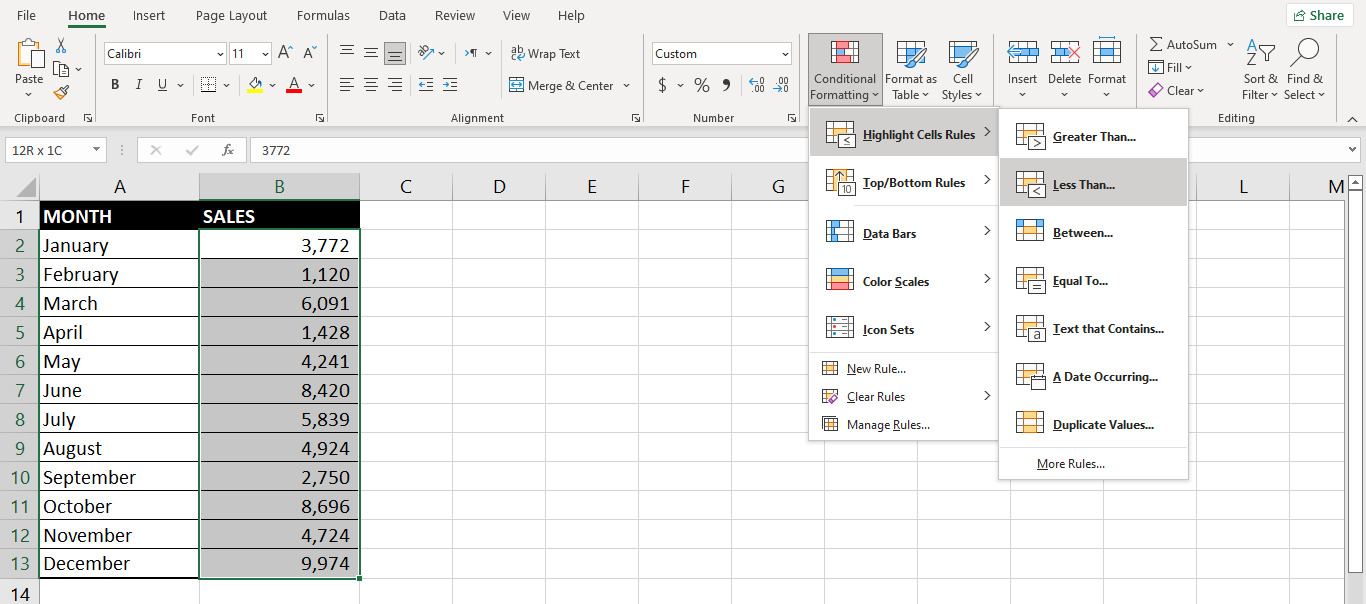 File Home Insert Page Layout Formulas Data Review View Help Share
Calibri 11 ab Wrap Text Custom AutoSum
Paste Conditional Formatting Format as Table Cell Styles Insert Delete Format Fill Sort & Filter Find & Select
B I U A Merge & Center $ % Clear
Clipboard Font Alignment Number Editing
12R x 1C fx 3772
Highlight Cells Rules
Top/Bottom Rules
Data Bars
Color Scales
Icon Sets
New Rule...
Clear Rules
Manage Rules...
Greater Than...
Less Than...
Between...
Equal To...
Text that Contains...
A Date Occurring...
Duplicate Values...
More Rules...
A B C D E F G L M
1 MONTH SALES
2 January 3,772
3 February 1,120
4 March 6,091
5 April 1,428
6 May 4,241
7 June 8,420
8 July 5,839
9 August 4,924
10 September 2,750
11 October 8,696
12 November 4,724
13 December 9,974
14